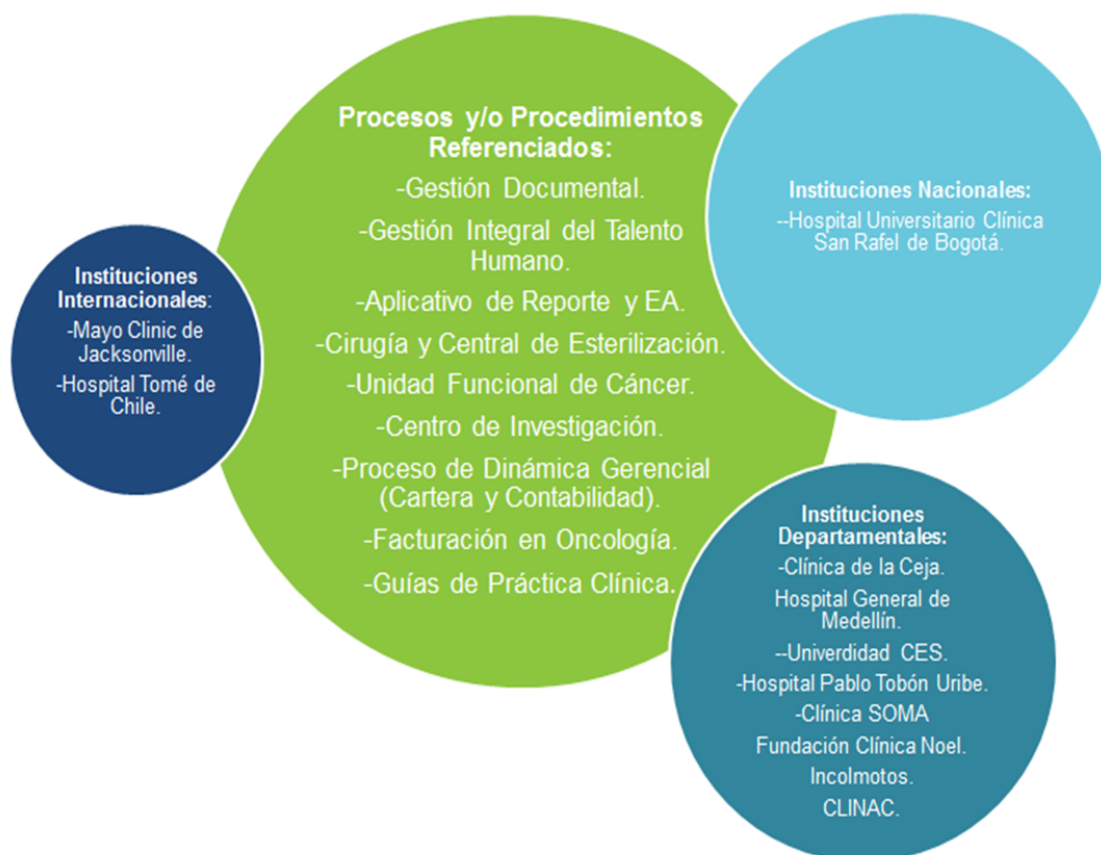 Procesos y/o Procedimientos
Referenciados:
-Gestión Documental.
-Gestión Integral del Talento
Humano.
-Aplicativo de Reporte y EA.
-Cirugía y Central de Esterilización.
-Unidad Funcional de Cáncer.
-Centro de Investigación.
-Proceso de Dinámica Gerencial
(Cartera y Contabilidad).
-Facturación en Oncología.
-Guías de Práctica Clínica.
Instituciones Nacionales:
--Hospital Universitario Clínica
San Rafel de Bogotá.
Instituciones
Internacionales:
-Mayo Clinic de
Jacksonville.
-Hospital Tomé de
Chile.
Instituciones
Departamentales:
-Clínica de la Ceja.
Hospital General de
Medellín.
--Univerdidad CES.
-Hospital Pablo Tobón Uribe.
-Clínica SOMA
Fundación Clínica Noel.
Incolmotos.
CLINAC.